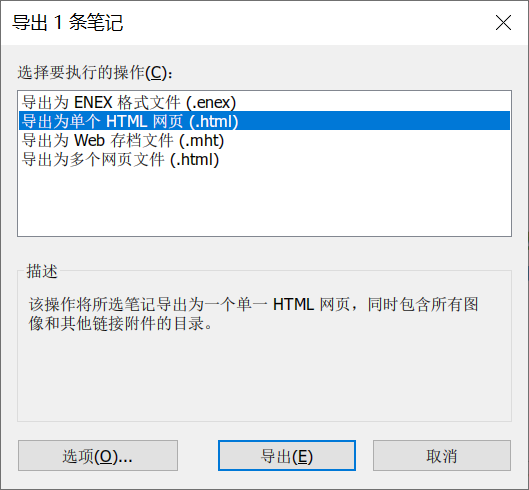 导出 1 条笔记
选择要执行的操作(C)：
导出为 ENEX 格式文件 (.enex)
导出为单个 HTML 网页 (.html)
导出为 Web 存档文件 (.mht)
导出为多个网页文件 (.html)
描述
该操作将所选笔记导出为一个单一 HTML 网页，同时包含所有图
像和其他链接附件的目录。
选项(O)...
导出(E)
取消